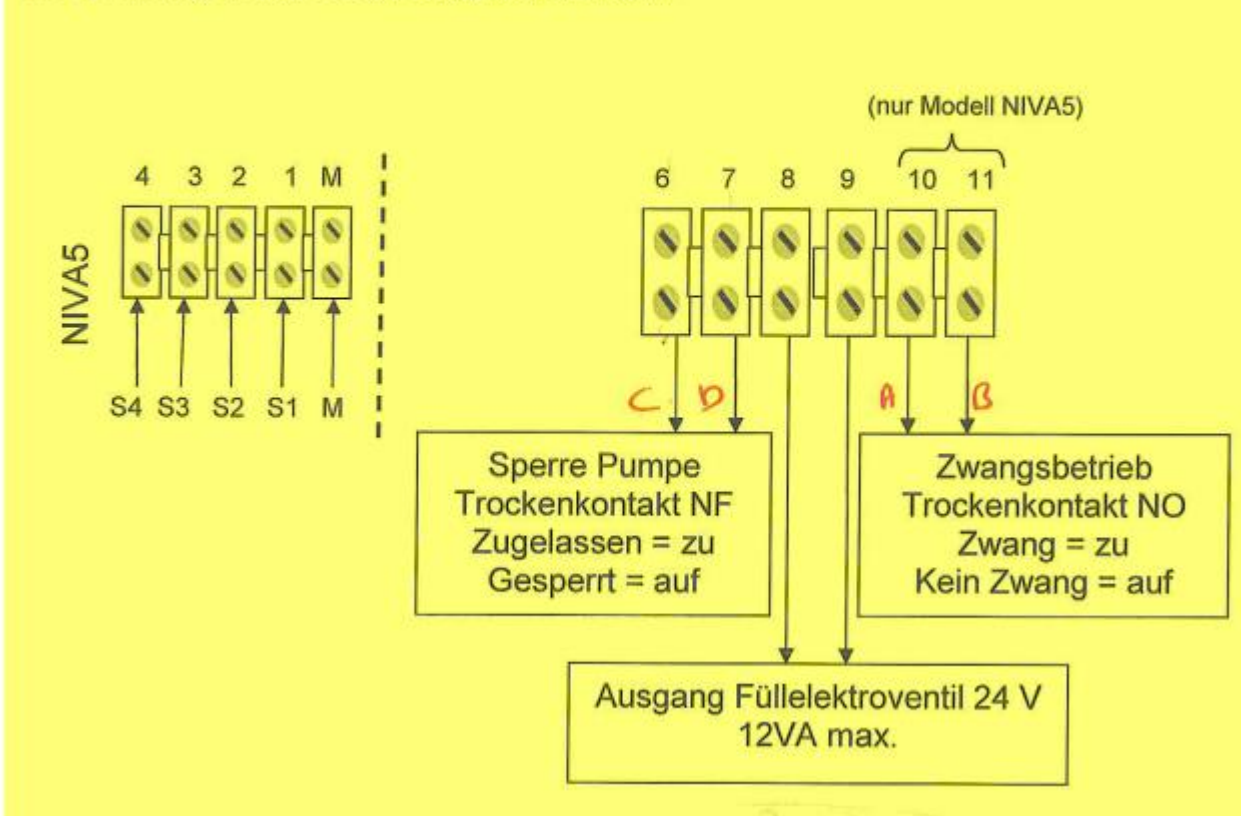 (nur Modell NIVA5)
4 3 2 1 M
6 7 8 9 10 11
NIVA5
S4 S3 S2 S1 M
C D A B
Sperre Pumpe
Trockenkontakt NF
Zugelassen = zu
Gesperrt = auf
Zwangsbetrieb
Trockenkontakt NO
Zwang = zu
Kein Zwang = auf
Ausgang Füllelektroventil 24 V
12VA max.